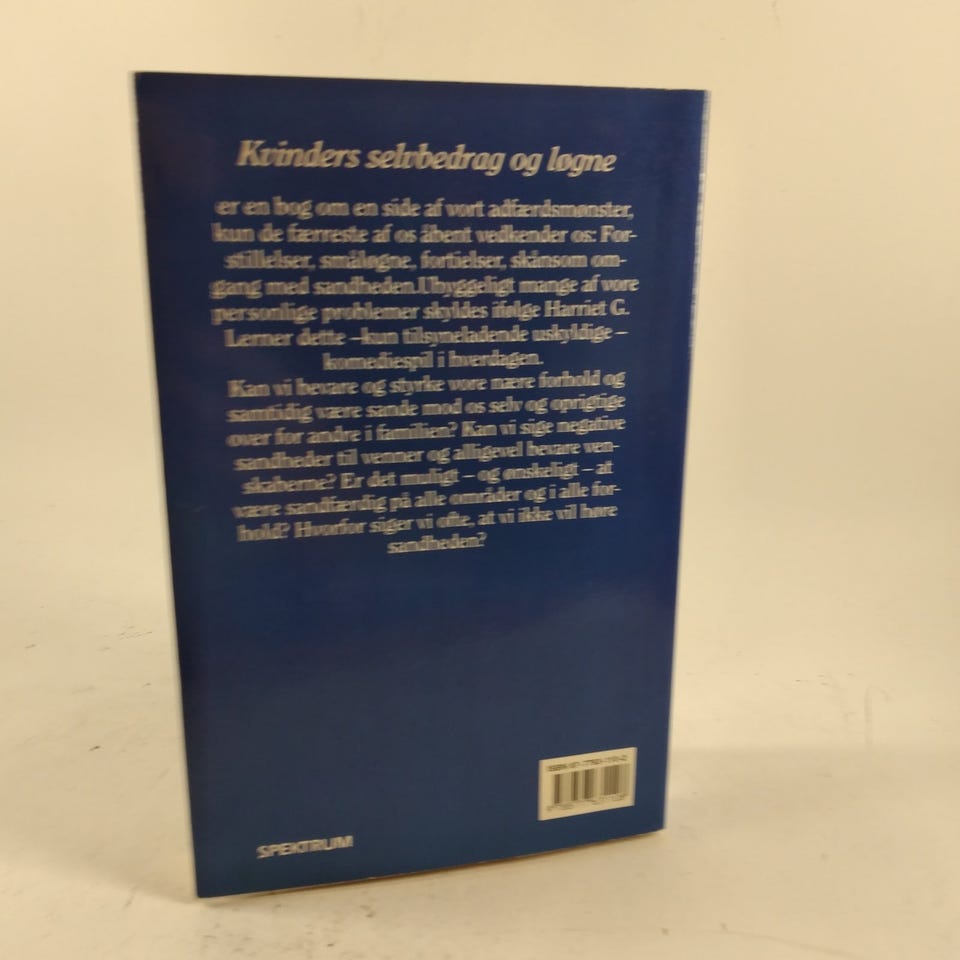 Kvinders selvbedrag og løgne
er en bog om en side af vort adfærdsmønster,
kun de færreste af os åbent vedkender os: For-
stillelser, småløgne, fortielser, skånsom om-
gang med sandheden.Uhyggeligt mange af vore
personlige problemer skyldes ifølge Harriet G.
Lerner dette –kun tilsyneladende uskyldige –
komediespil i hverdagen.
Kan vi bevare og styrke vore nære forhold og
samtidig være sande mod os selv og oprigtige
over for andre i familien? Kan vi sige negative
sandheder til venner og alligevel bevare ven-
skaberne? Er det muligt – og ønskeligt – at
være sandfærdig på alle områder og i alle for-
hold? Hvorfor siger vi ofte, at vi ikke vil høre
sandheden?
ISBN
SPEKTRUM